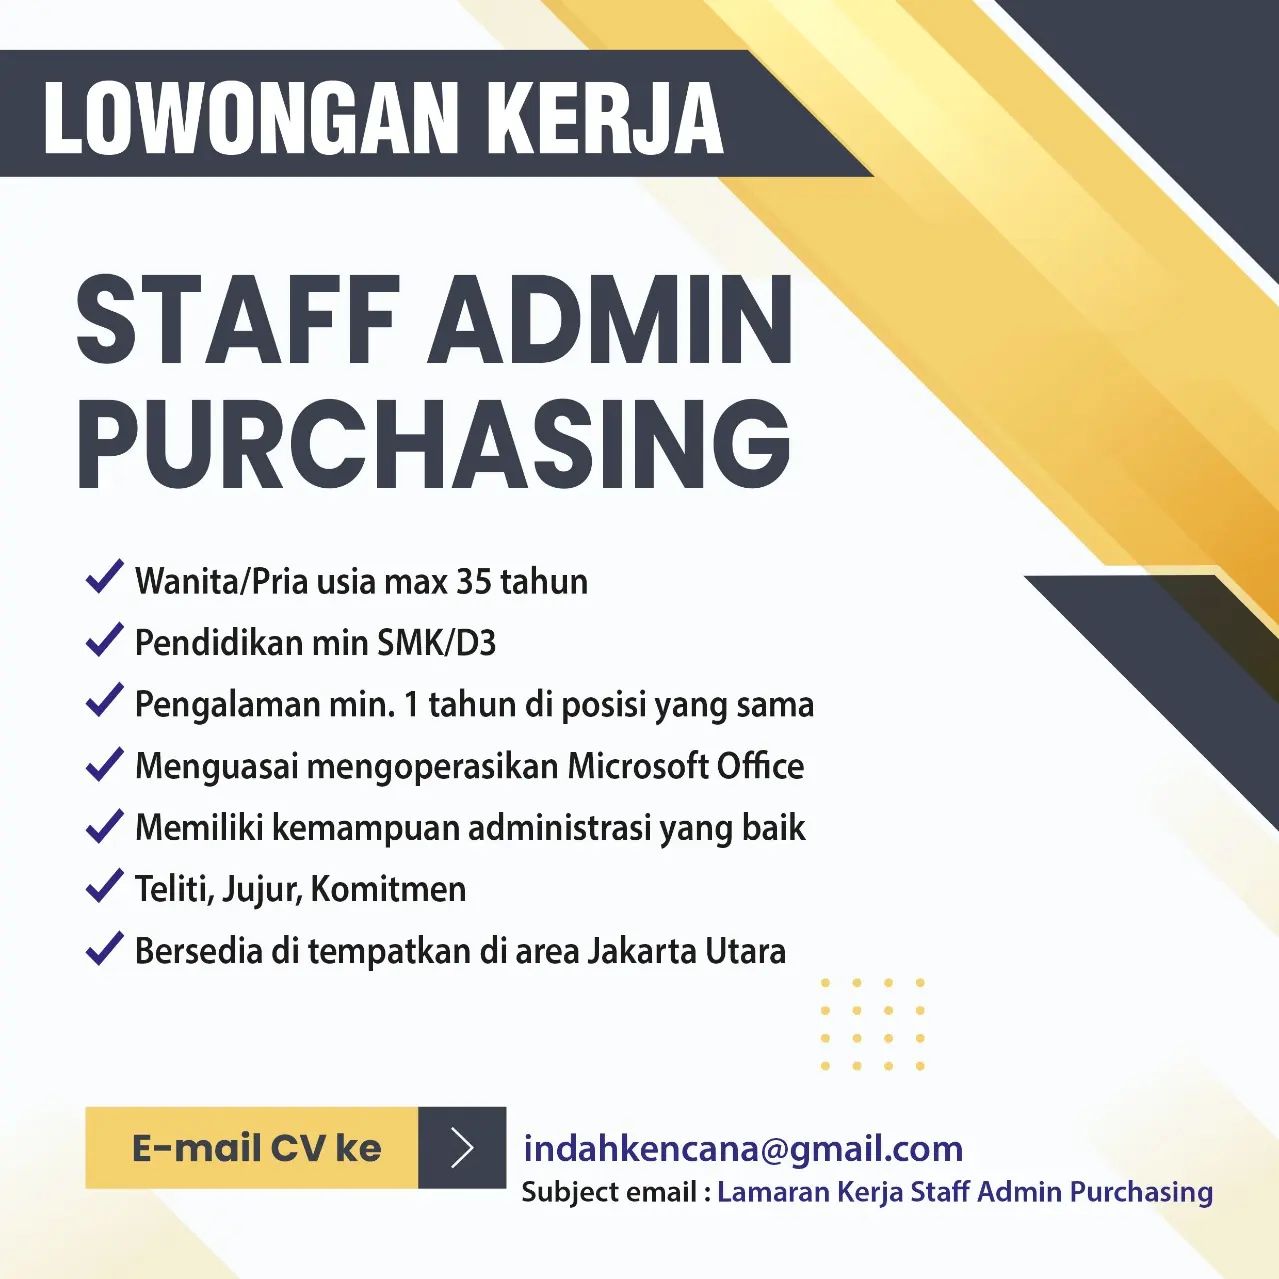 LOWONGAN KERJA
STAFF ADMIN
PURCHASING
Wanita/Pria usia max 35 tahun
Pendidikan min SMK/D3
Pengalaman min. 1 tahun di posisi yang sama
Menguasai mengoperasikan Microsoft Office
Memiliki kemampuan administrasi yang baik
Teliti, Jujur, Komitmen
Bersedia di tempatkan di area Jakarta Utara
E-mail CV ke
indahkencana@gmail.com
Subject email : Lamaran Kerja Staff Admin Purchasing